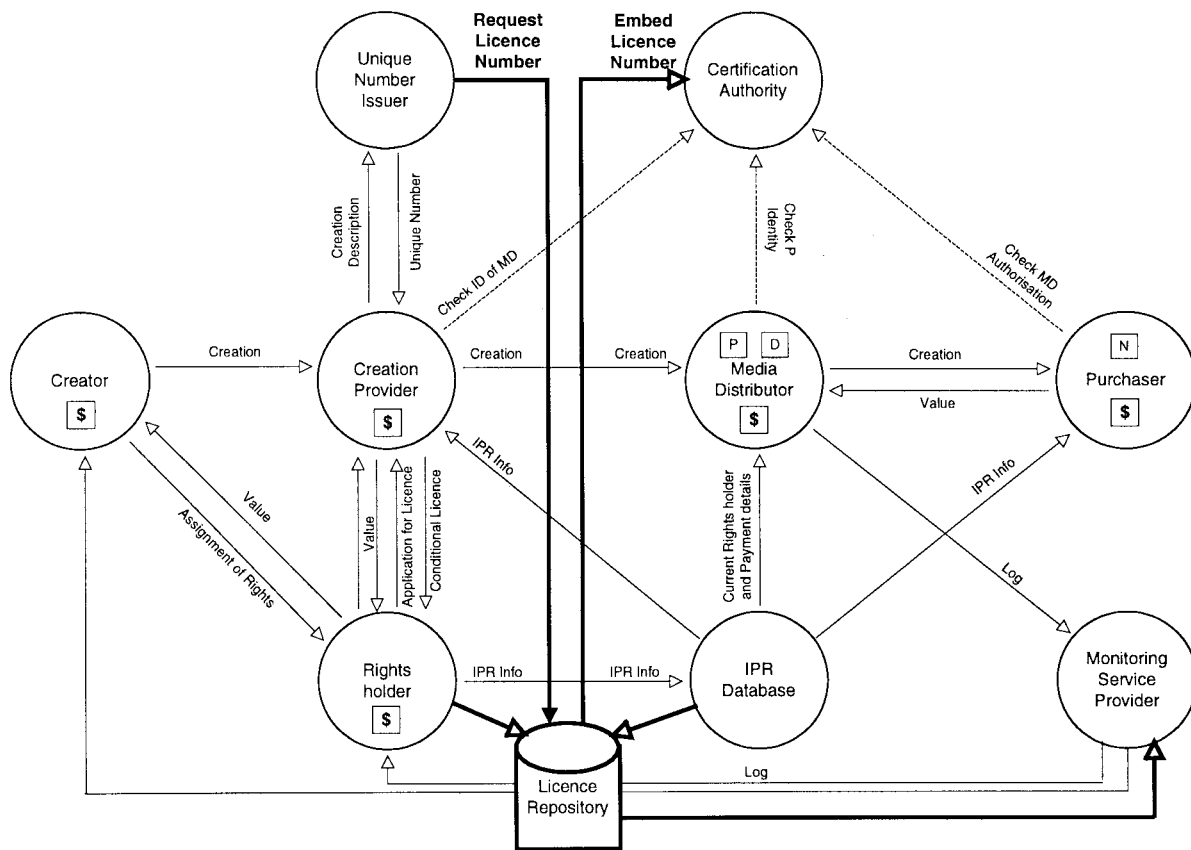 Request
Licence
Number
Embed
Licence
Number
Unique
Number
Issuer
Certification
Authority
Creation
Description
Unique Number
Check ID of MD
Check P
Identity
Check MD
Authorisation
Creator
$
Creation
Creation
Provider
$
Creation
Creation
P
D
Media
Distributor
$
Creation
Value
N
Purchaser
$
Value
Assignment of Rights
Value
Application for Licence
Conditional Licence
IPR Info
Current Rights holder
and Payment details
IPR Info
Log
Rights
holder
$
IPR Info
IPR Info
IPR
Database
Monitoring
Service
Provider
Licence
Repository
Log